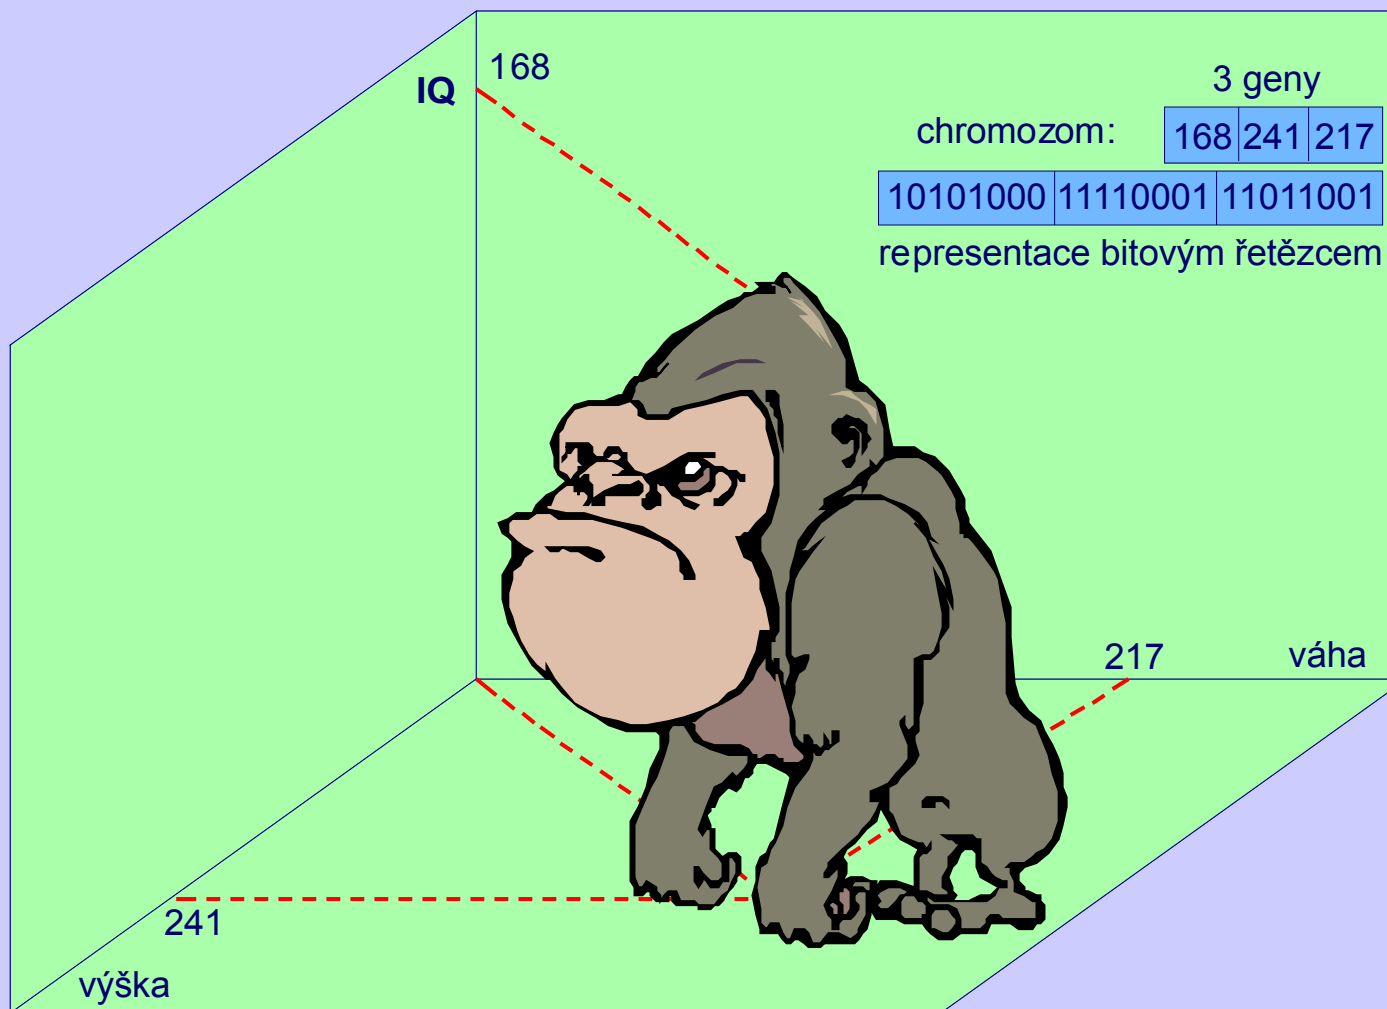 168
IQ
3 geny
chromozom: 168 241 217
10101000 11110001 11011001
representace bitovým řetězcem
217 váha
241
výška